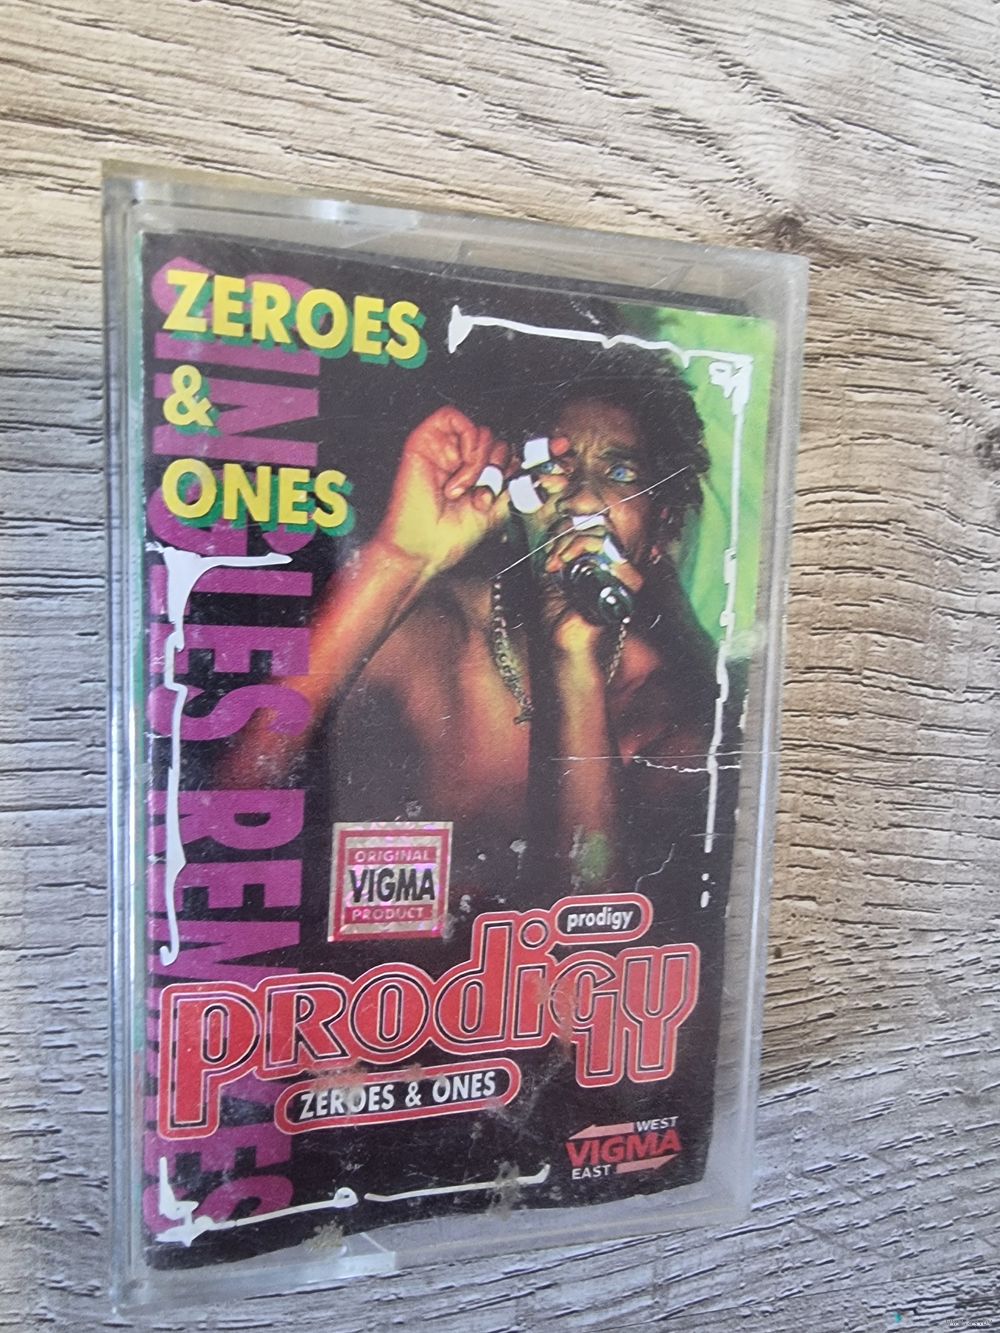 ZEROES
&
ONES
SINGLES REMIXES
ORIGINAL
VIGMA
PRODUCT
prodigy
prodigy
ZEROES & ONES
WEST
VIGMA
EAST